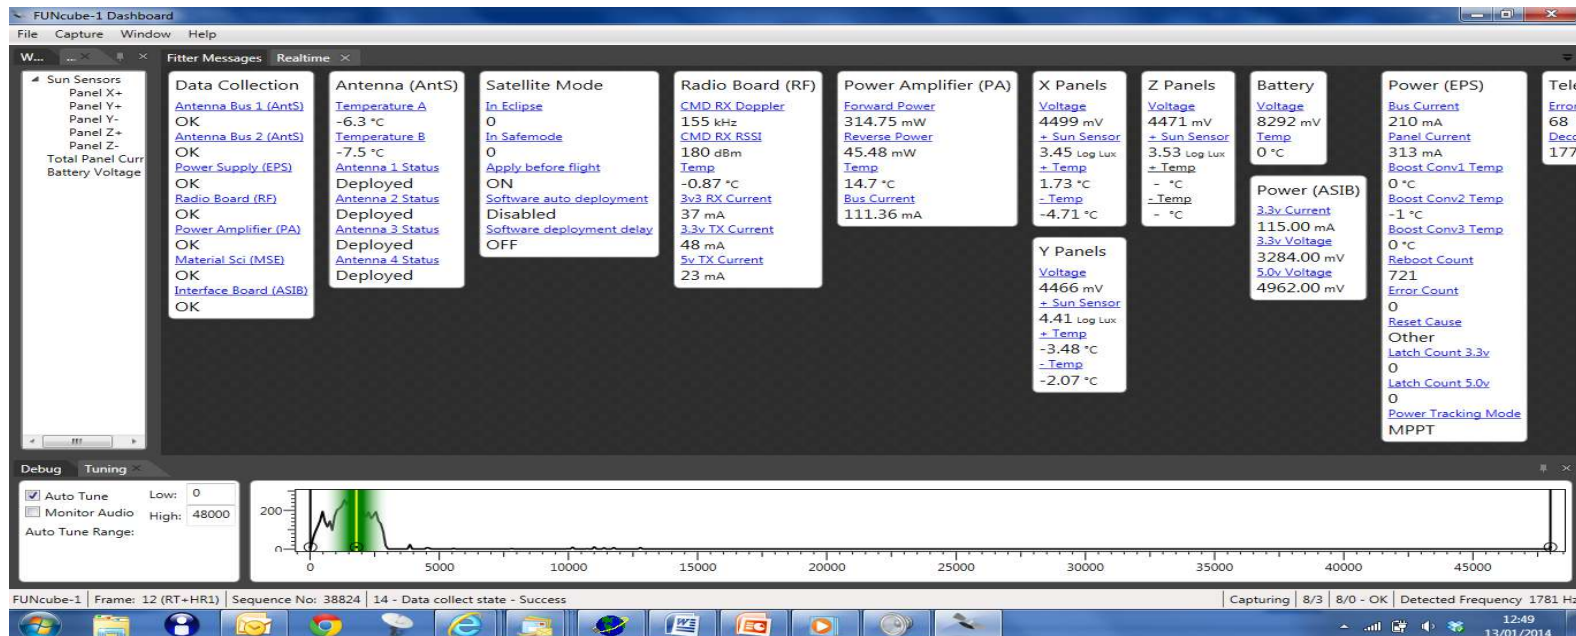 FUNcube-1 Dashboard
File Capture Window Help
W... ...
Fitter Messages Realtime
Sun Sensors
Panel X+
Panel Y+
Panel Y-
Panel Z+
Panel Z-
Total Panel Curr
Battery Voltage
Data Collection
Antenna Bus 1 (AntS)
OK
Antenna Bus 2 (AntS)
OK
Power Supply (EPS)
OK
Radio Board (RF)
OK
Power Amplifier (PA)
OK
Material Sci (MSE)
OK
Interface Board (ASIB)
OK
Antenna (AntS)
Temperature A
-6.3 °C
Temperature B
-7.5 °C
Antenna 1 Status
Deployed
Antenna 2 Status
Deployed
Antenna 3 Status
Deployed
Antenna 4 Status
Deployed
Satellite Mode
In Eclipse
0
In Safemode
0
Apply before flight
ON
Software auto deployment
Disabled
Software deployment delay
OFF
Radio Board (RF)
CMD RX Doppler
155 kHz
CMD RX RSSI
180 dBm
Temp
-0.87 °C
3v3 RX Current
37 mA
3.3v TX Current
48 mA
5v TX Current
23 mA
Power Amplifier (PA)
Forward Power
314.75 mW
Reverse Power
45.48 mW
Temp
14.7 °C
Bus Current
111.36 mA
X Panels
Voltage
4499 mV
+ Sun Sensor
3.45 Log Lux
+ Temp
1.73 °C
- Temp
-4.71 °C
Y Panels
Voltage
4466 mV
+ Sun Sensor
4.41 Log Lux
+ Temp
-3.48 °C
- Temp
-2.07 °C
Z Panels
Voltage
4471 mV
+ Sun Sensor
3.53 Log Lux
+ Temp
- °C
- Temp
- °C
Battery
Voltage
8292 mV
Temp
0 °C
Power (ASIB)
3.3v Current
115.00 mA
3.3v Voltage
3284.00 mV
5.0v Voltage
4962.00 mV
Power (EPS)
Bus Current
210 mA
Panel Current
313 mA
Boost Conv1 Temp
0 °C
Boost Conv2 Temp
-1 °C
Boost Conv3 Temp
0 °C
Reboot Count
721
Error Count
0
Reset Cause
Other
Latch Count 3.3v
0
Latch Count 5.0v
0
Power Tracking Mode
MPPT
Tele
Error
68
Deco
177
Debug Tuning
Auto Tune Low: 0
Monitor Audio High: 48000
Auto Tune Range:
200
0
0 5000 10000 15000 20000 25000 30000 35000 40000 45000
FUNcube-1 Frame: 12 (RT+HR1) Sequence No: 38824 14 - Data collect state - Success Capturing 8/3 8/0 - OK Detected Frequency 1781 Hz
12:49
13/01/2014